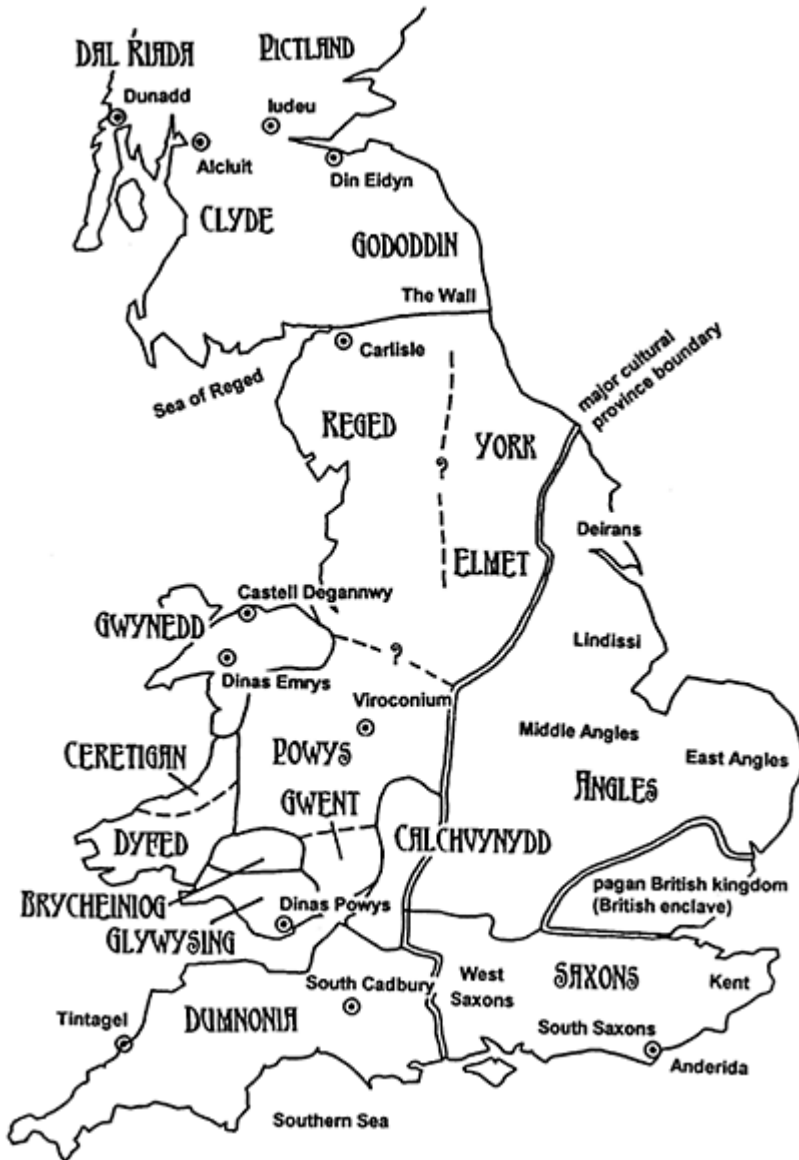 DAL RIADA
PICTLAND
Dunadd
Iudeu
Alcluit
Din Eidyn
CLYDE
GODODDIN
The Wall
Carlisle
Sea of Reged
major cultural
province boundary
REGED
YORK
?
Deirans
ELMET
Castell Degannwy
GWYNEDD
Lindissi
?
Dinas Emrys
Viroconium
Middle Angles
East Angles
CERETIGAN
POWYS
ANGLES
GWENT
DYFED
CALCHVYNYDD
pagan British kingdom
(British enclave)
BRYCHEINIOG
Dinas Powys
GLYWYSING
West
Saxons
SAXONS
Kent
South Cadbury
Tintagel
DUMNONIA
South Saxons
Anderida
Southern Sea